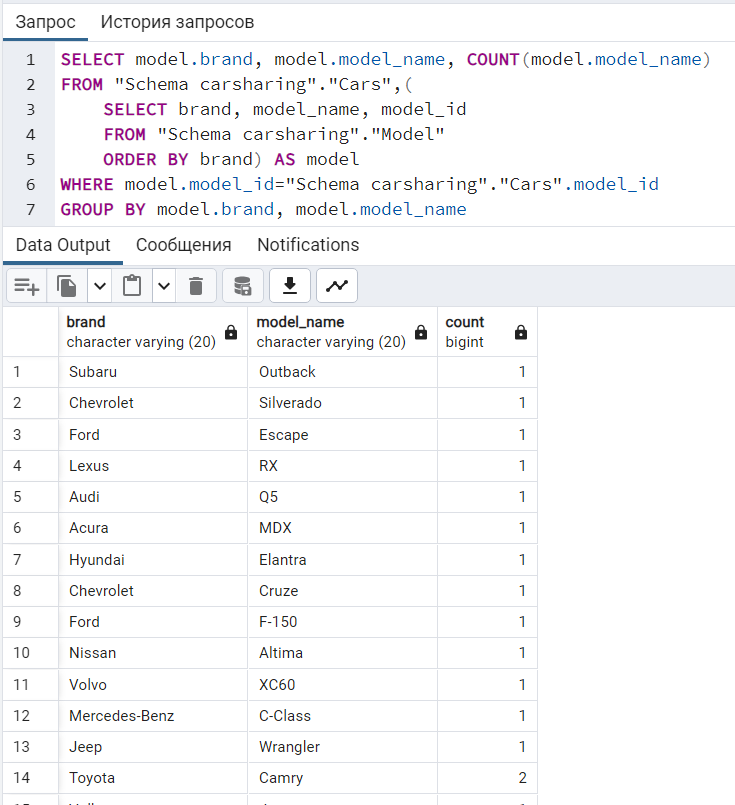 Запрос История запросов
1 SELECT model.brand, model.model_name, COUNT(model.model_name)
2 FROM "Schema carsharing"."Cars",(
3 SELECT brand, model_name, model_id
4 FROM "Schema carsharing"."Model"
5 ORDER BY brand) AS model
6 WHERE model.model_id="Schema carsharing"."Cars".model_id
7 GROUP BY model.brand, model.model_name
Data Output Сообщения Notifications
brand model_name count
character varying (20) character varying (20) bigint
1 Subaru Outback 1
2 Chevrolet Silverado 1
3 Ford Escape 1
4 Lexus RX 1
5 Audi Q5 1
6 Acura MDX 1
7 Hyundai Elantra 1
8 Chevrolet Cruze 1
9 Ford F-150 1
10 Nissan Altima 1
11 Volvo XC60 1
12 Mercedes-Benz C-Class 1
13 Jeep Wrangler 1
14 Toyota Camry 2